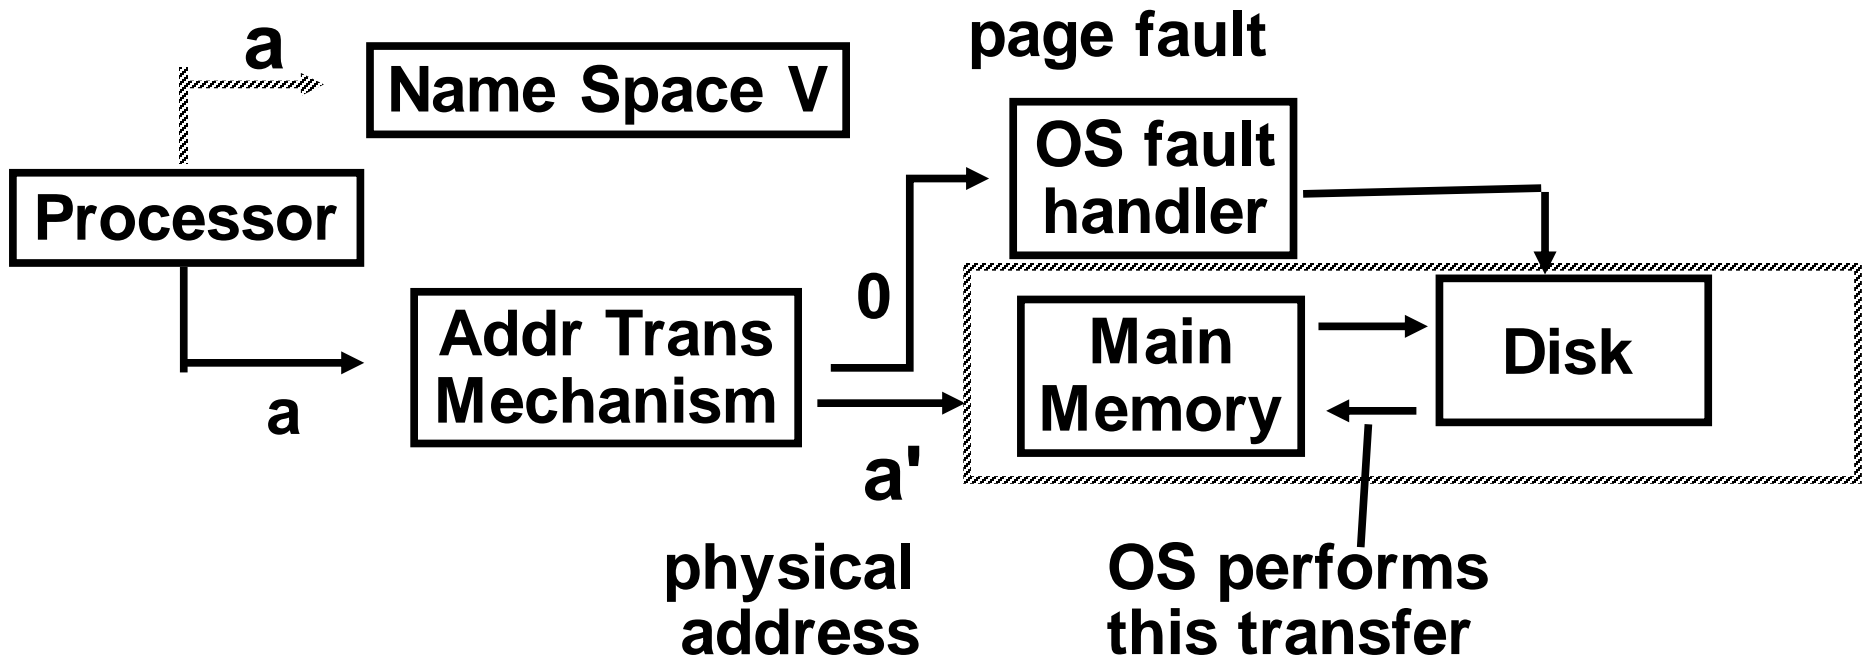 a
Name Space V
Processor
a
Addr Trans
Mechanism
0
a'
physical
address
page fault
OS fault
handler
Main
Memory
Disk
OS performs
this transfer